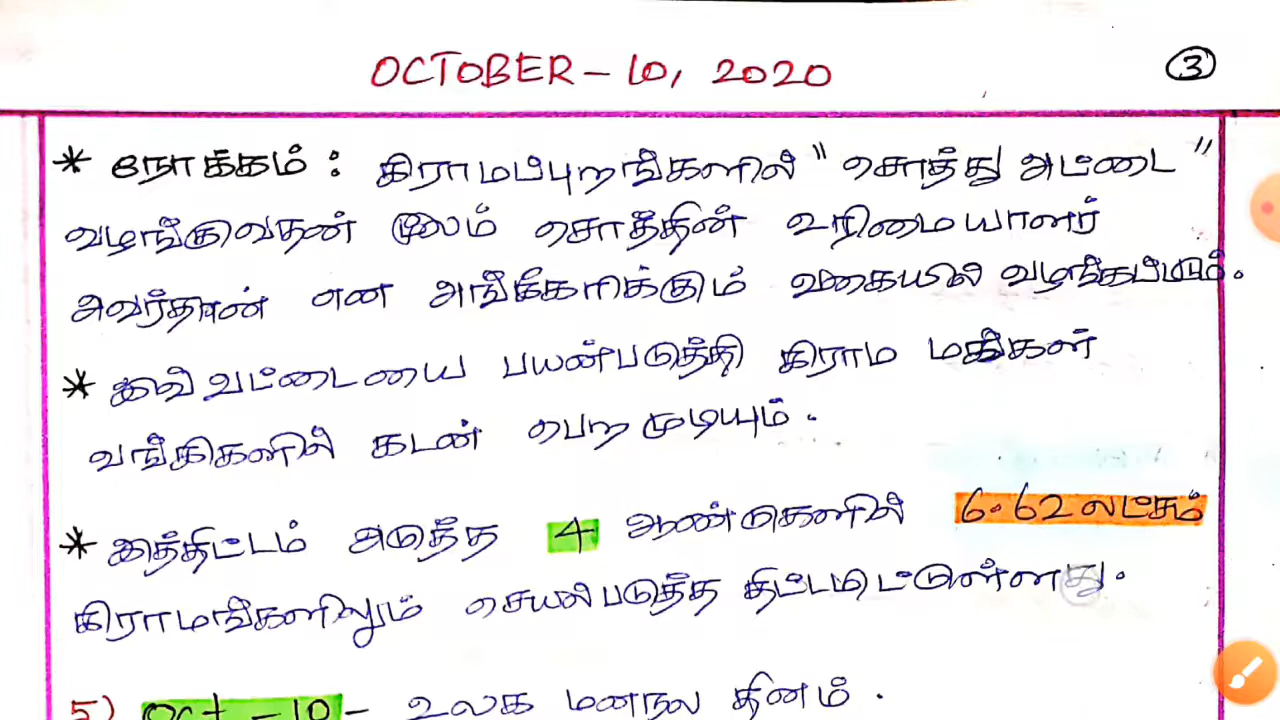 OCTOBER - 10, 2020
3
* நோக்கம் : கிராமப்புறங்களில் "சொத்து அட்டை"
வழங்குவதன் மூலம் சொத்தின் உரிமையாளர்
அவர்தான் என அங்கீகரிக்கும் வகையில் வழங்கப்படும்.
* இவ்வட்டையை பயன்படுத்தி கிராம மக்கள்
வங்கிகளில் கடன் பெற முடியும்.
* இத்திட்டம் அடுத்த 4 ஆண்டுகளில் 6.62 லட்சம்
கிராமங்களிலும் செயல்படுத்த திட்டமிட்டுள்ளது.
5) Oct - 10 - உலக மனநல தினம்.